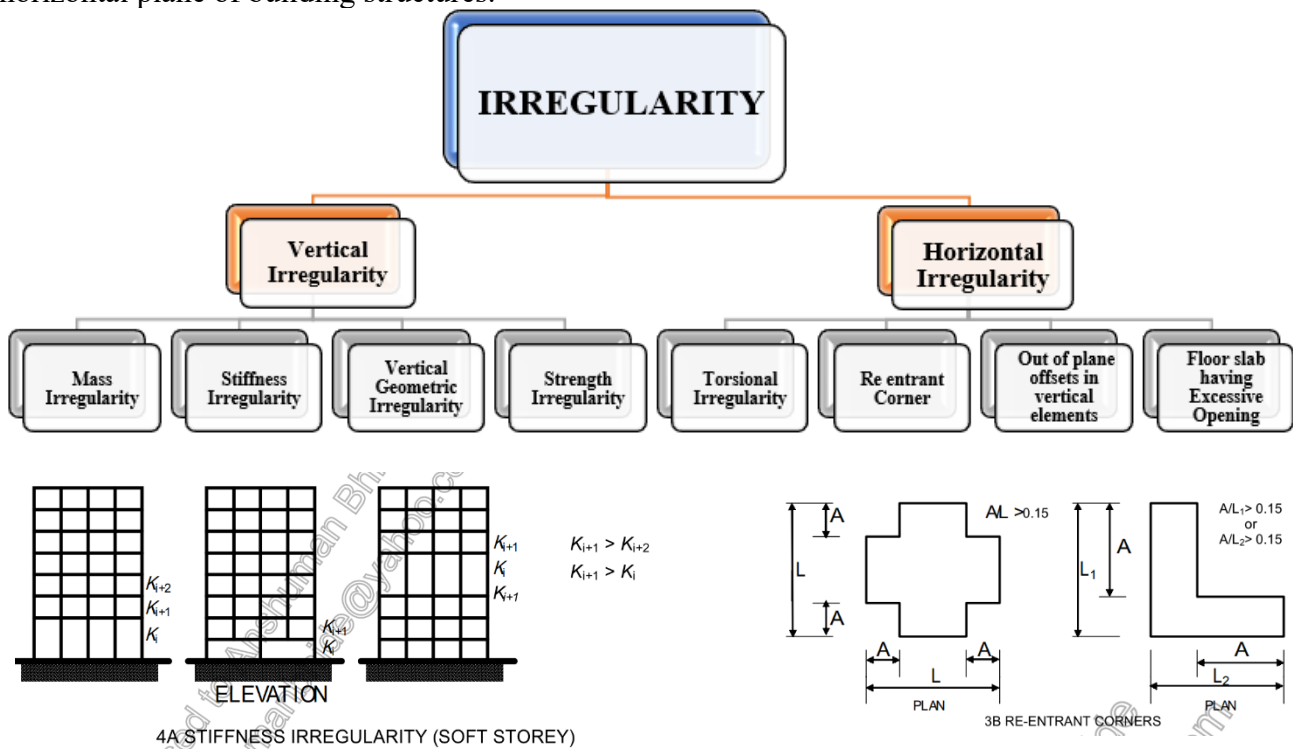 horizontal plane of building structures.
IRREGULARITY
Vertical
Irregularity
Horizontal
Irregularity
Mass
Irregularity
Stiffness
Irregularity
Vertical
Geometric
Irregularity
Strength
Irregularity
Torsional
Irregularity
Re entrant
Corner
Out of plane
offsets in
vertical
elements
Floor slab
having
Excessive
Opening
Ki+2
Ki+1
Ki
Ki+1
Ki
Ki+1
Ki
Ki+1
Ki+1 > Ki+2
Ki+1 > Ki
ELEVATION
4A STIFFNESS IRREGULARITY (SOFT STOREY)
A
L
A
A
A
L
PLAN
A/L >0.15
L1
A
A
L2
PLAN
A/L1> 0.15
or
A/L2> 0.15
3B RE-ENTRANT CORNERS
to Anshuman
@yahoo.c